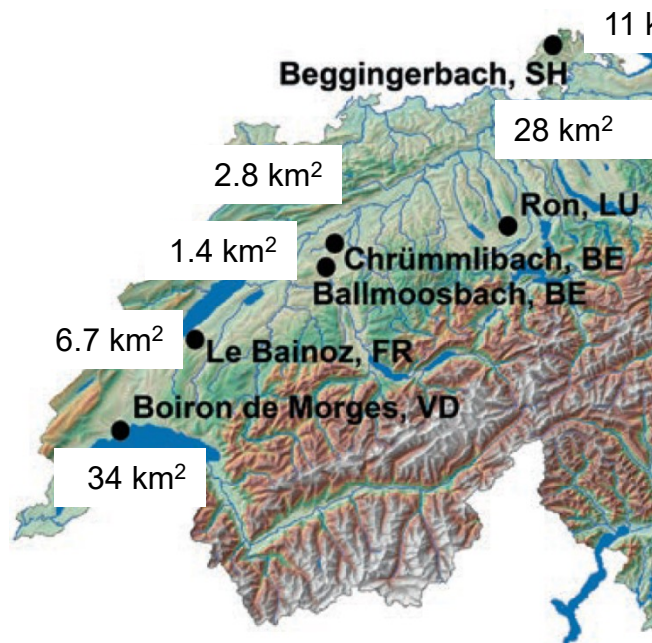 11 k
Beggingerbach, SH
28 km²
2.8 km²
Ron, LU
1.4 km²
Chrümmlibach, BE
Ballmoosbach, BE
6.7 km²
Le Bainoz, FR
Boiron de Morges, VD
34 km²